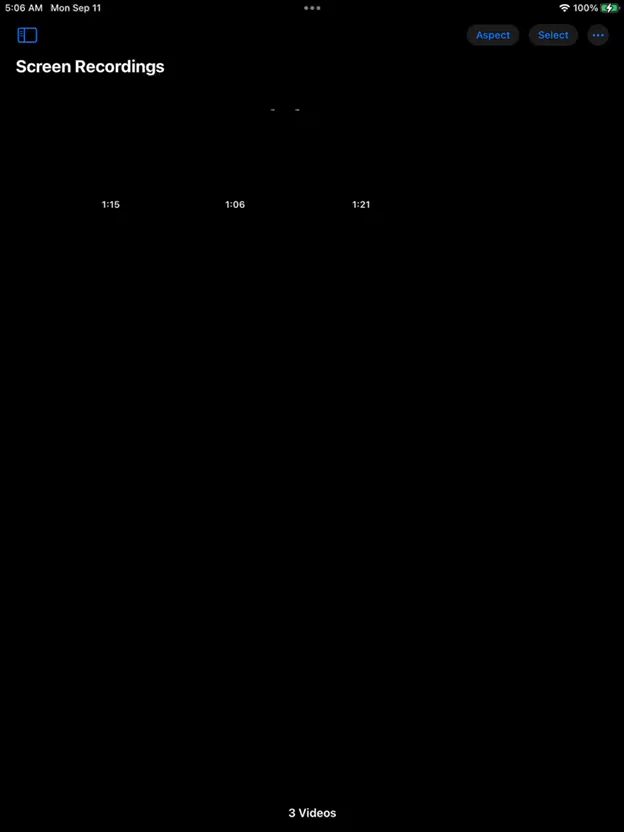 5:06 AM Mon Sep 11 100%
Aspect Select
Screen Recordings
1:15 1:06 1:21
3 Videos